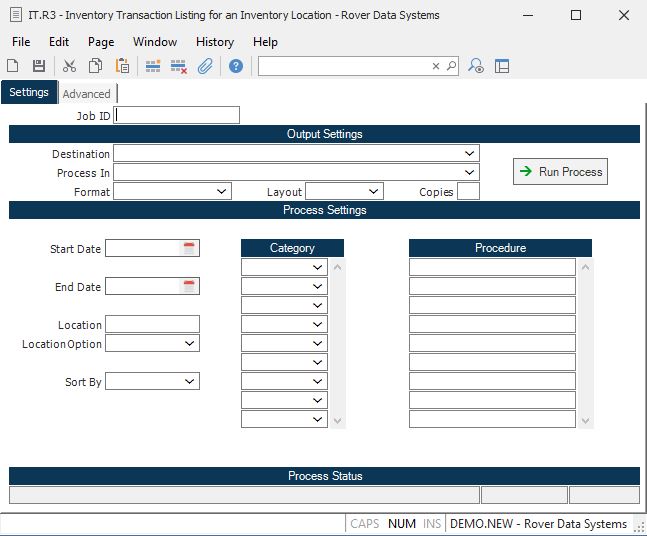 IT.R3 - Inventory Transaction Listing for an Inventory Location - Rover Data Systems
File Edit Page Window History Help
Settings Advanced
Job ID
Output Settings
Destination
Process In
Run Process
Format Layout Copies
Process Settings
Start Date Category Procedure
End Date
Location
LocationOption
Sort By
Process Status
CAPS NUM INS DEMO.NEW - Rover Data Systems